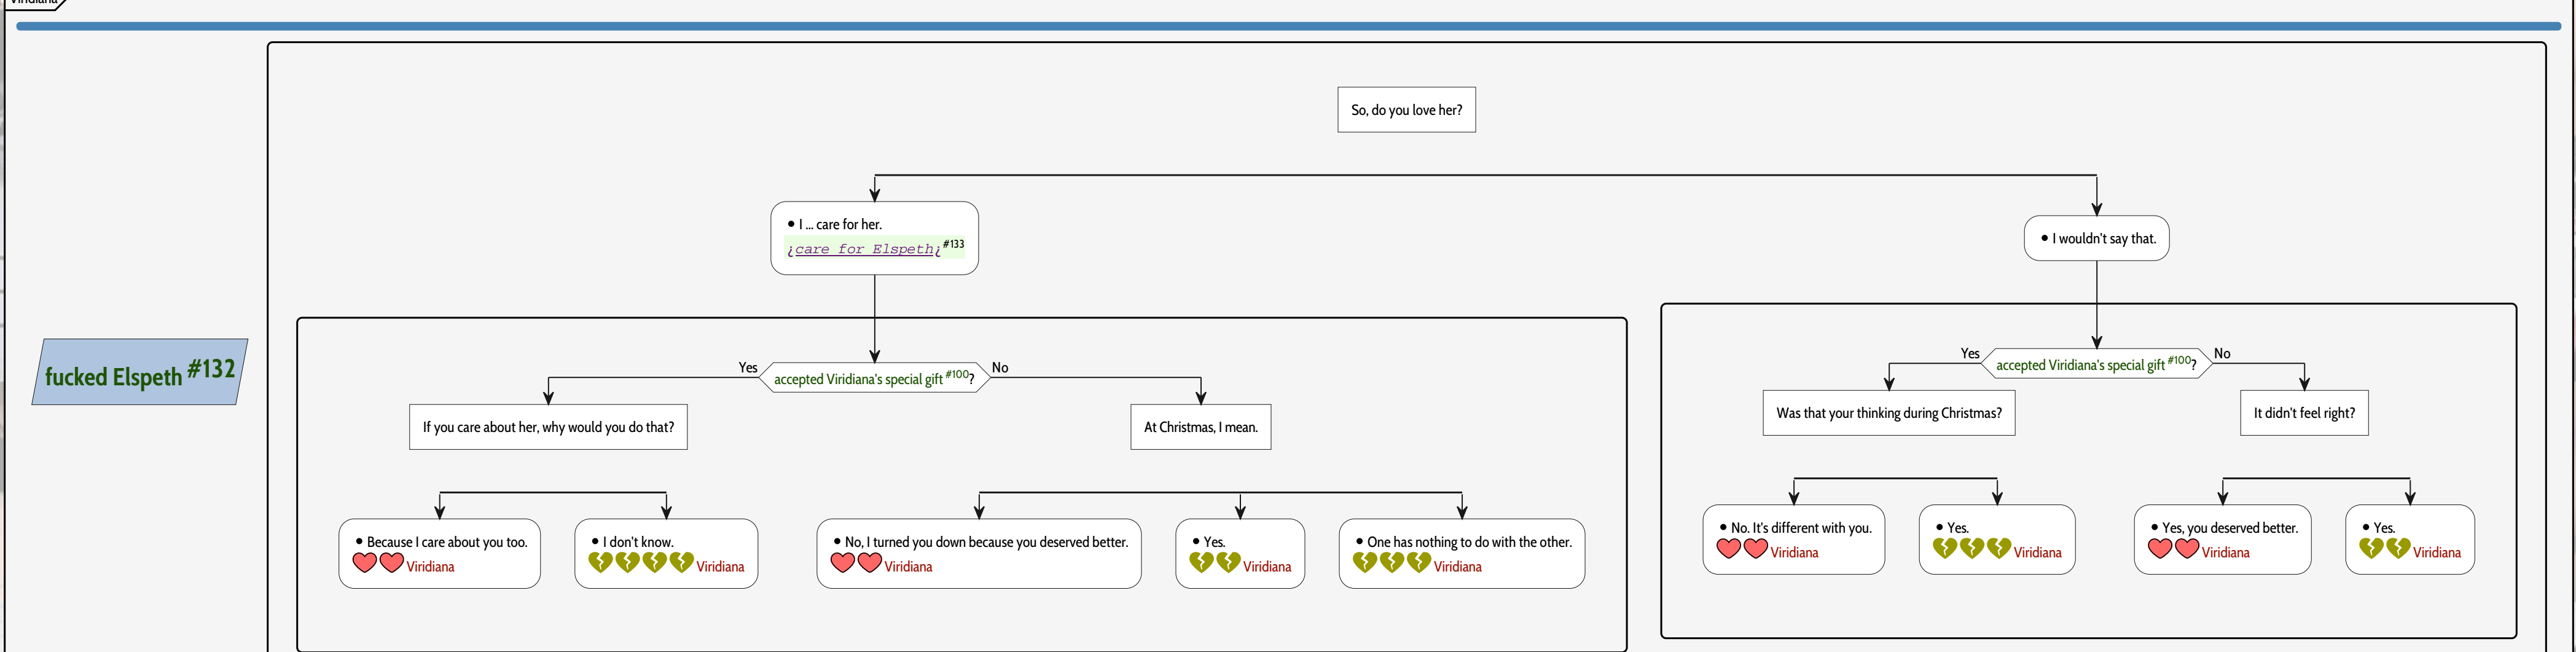 Viridiana
So, do you love her?
• I ... care for her.
¿care for Elspeth¿ #133
• I wouldn't say that.
fucked Elspeth #132
Yes
accepted Viridiana's special gift #100?
No
If you care about her, why would you do that?
At Christmas, I mean.
• Because I care about you too.
Viridiana
• I don't know.
Viridiana
• No, I turned you down because you deserved better.
Viridiana
• Yes.
Viridiana
• One has nothing to do with the other.
Viridiana
Yes
accepted Viridiana's special gift #100?
No
Was that your thinking during Christmas?
It didn't feel right?
• No. It's different with you.
Viridiana
• Yes.
Viridiana
• Yes, you deserved better.
Viridiana
• Yes.
Viridiana